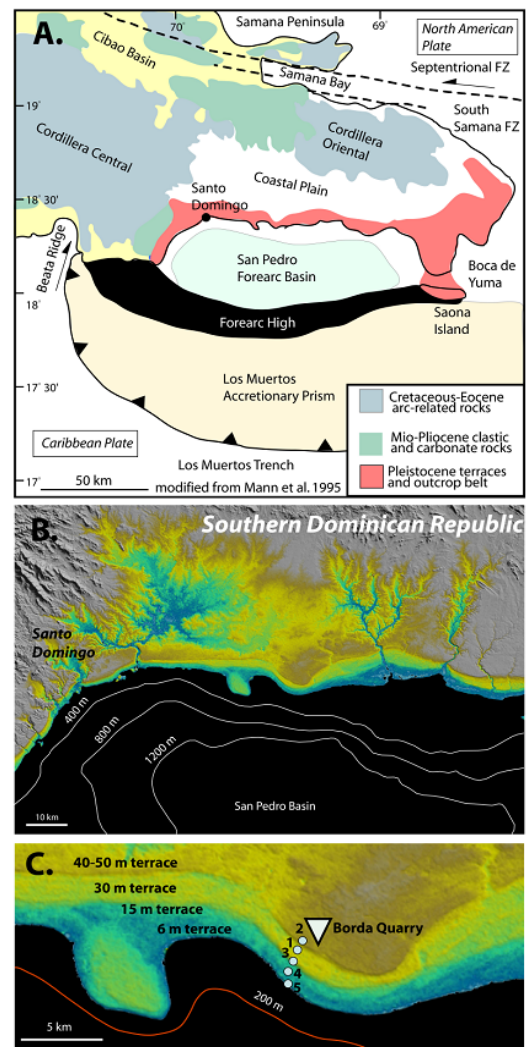 A.
70
69
Samana Peninsula
North American
Plate
Cibao Basin
Septentrional FZ
Samana Bay
19'
South
Samana FZ
Cordillera Central
Cordillera
Oriental
Coastal Plain
18' 30'
Santo
Domingo
Beata Ridge
San Pedro
Forearc Basin
Boca de
Yuma
18'
Forearc High
Saona
Island
17' 30'
Los Muertos
Accretionary Prism
Cretaceous-Eocene
arc-related rocks
Mio-Pliocene clastic
and carbonate rocks
Pleistocene terraces
and outcrop belt
Caribbean Plate
17'
Los Muertos Trench
50 km
modified from Mann et al. 1995
B.
Southern Dominican Republic
Santo
Domingo
400 m
800 m
1200 m
San Pedro Basin
10 km
C.
40-50 m terrace
30 m terrace
15 m terrace
6 m terrace
2
Borda Quarry
1
3
4
5
200 m
5 km